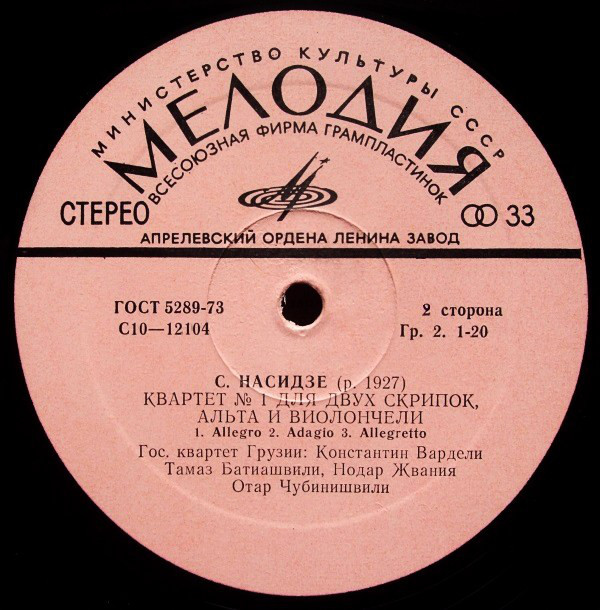 МИНИСТЕРСТВО КУЛЬТУРЫ СССР
МЕЛОДИЯ
ВСЕСОЮЗНАЯ ФИРМА ГРАМПЛАСТИНОК
СТЕРЕО
33
АПРЕЛЕВСКИЙ ОРДЕНА ЛЕНИНА ЗАВОД
ГОСТ 5289-73
2 сторона
С10—12104
Гр. 2. 1-20
С. НАСИДЗЕ (р. 1927)
КВАРТЕТ № 1 ДЛЯ ДВУХ СКРИПОК,
АЛЬТА И ВИОЛОНЧЕЛИ
1. Allegro 2. Adagio 3. Allegretto
Гос. квартет Грузии: Константин Вардели
Тамаз Батиашвили, Нодар Жвания
Отар Чубинишвили